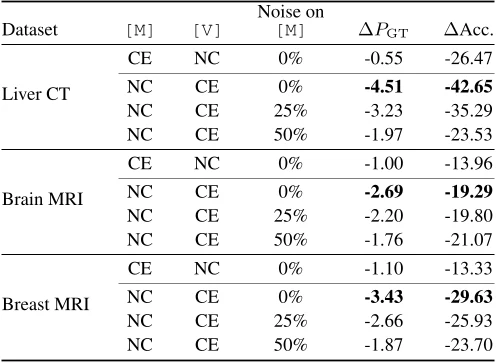 Dataset [M] [V] Noise on [M] ΔP_GT ΔAcc.
CE NC 0% -0.55 -26.47
Liver CT
NC CE 0% -4.51 -42.65
NC CE 25% -3.23 -35.29
NC CE 50% -1.97 -23.53
CE NC 0% -1.00 -13.96
Brain MRI
NC CE 0% -2.69 -19.29
NC CE 25% -2.20 -19.80
NC CE 50% -1.76 -21.07
CE NC 0% -1.10 -13.33
Breast MRI
NC CE 0% -3.43 -29.63
NC CE 25% -2.66 -25.93
NC CE 50% -1.87 -23.70